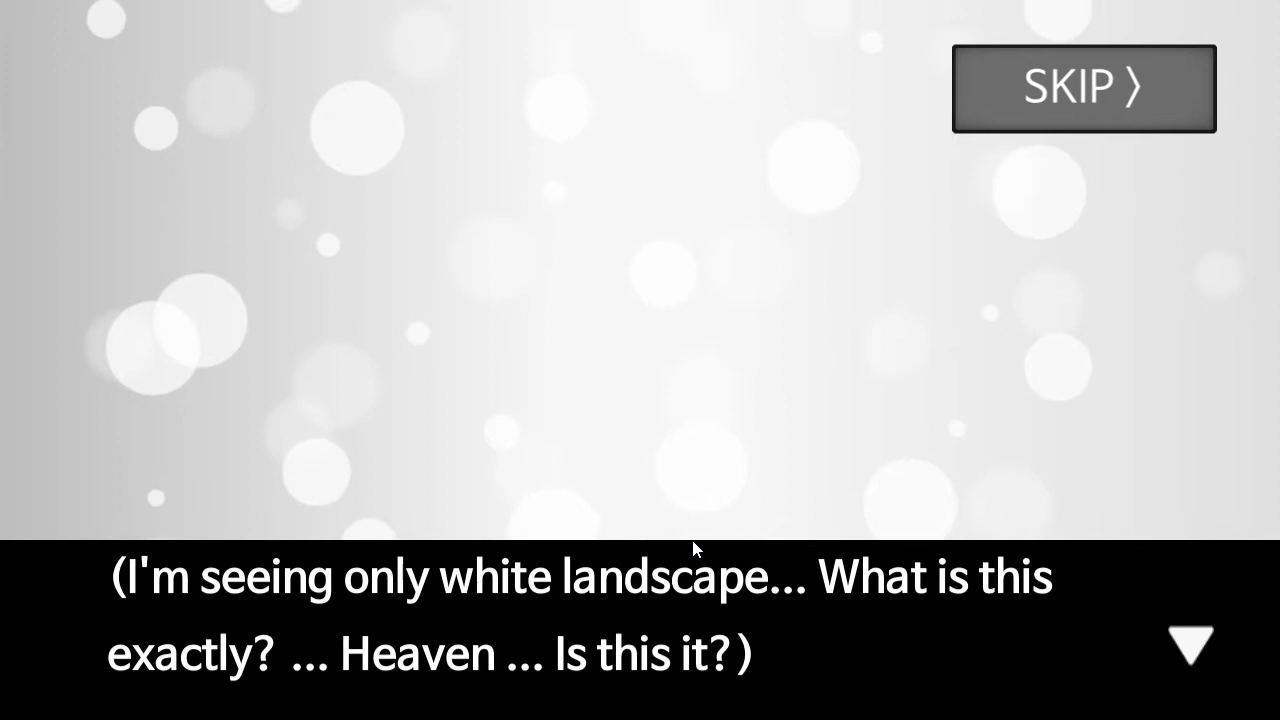 SKIP 〉
(I'm seeing only white landscape... What is this
exactly? ... Heaven ... Is this it?)